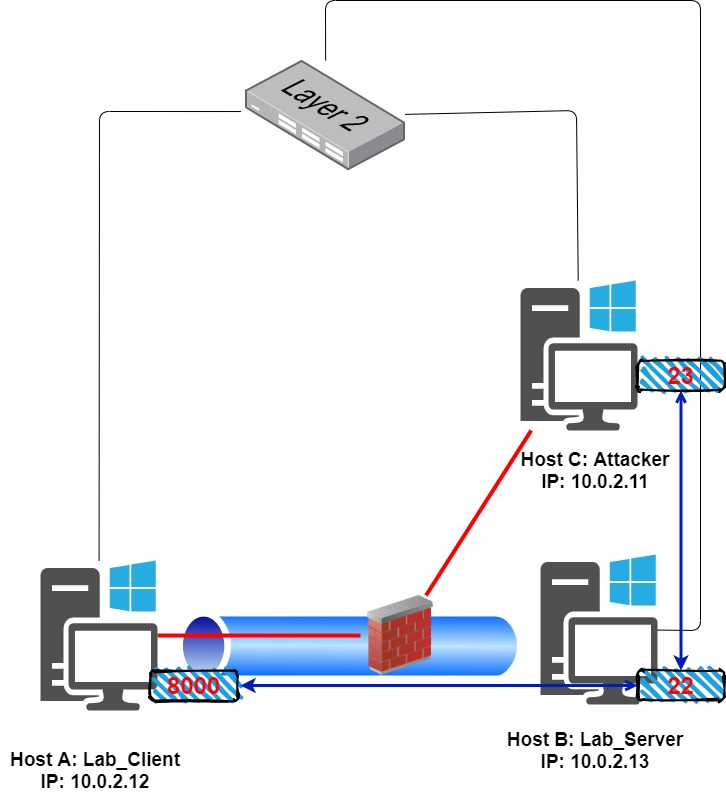 Layer 2
23
Host C: Attacker
IP: 10.0.2.11
8000
22
Host A: Lab_Client
IP: 10.0.2.12
Host B: Lab_Server
IP: 10.0.2.13